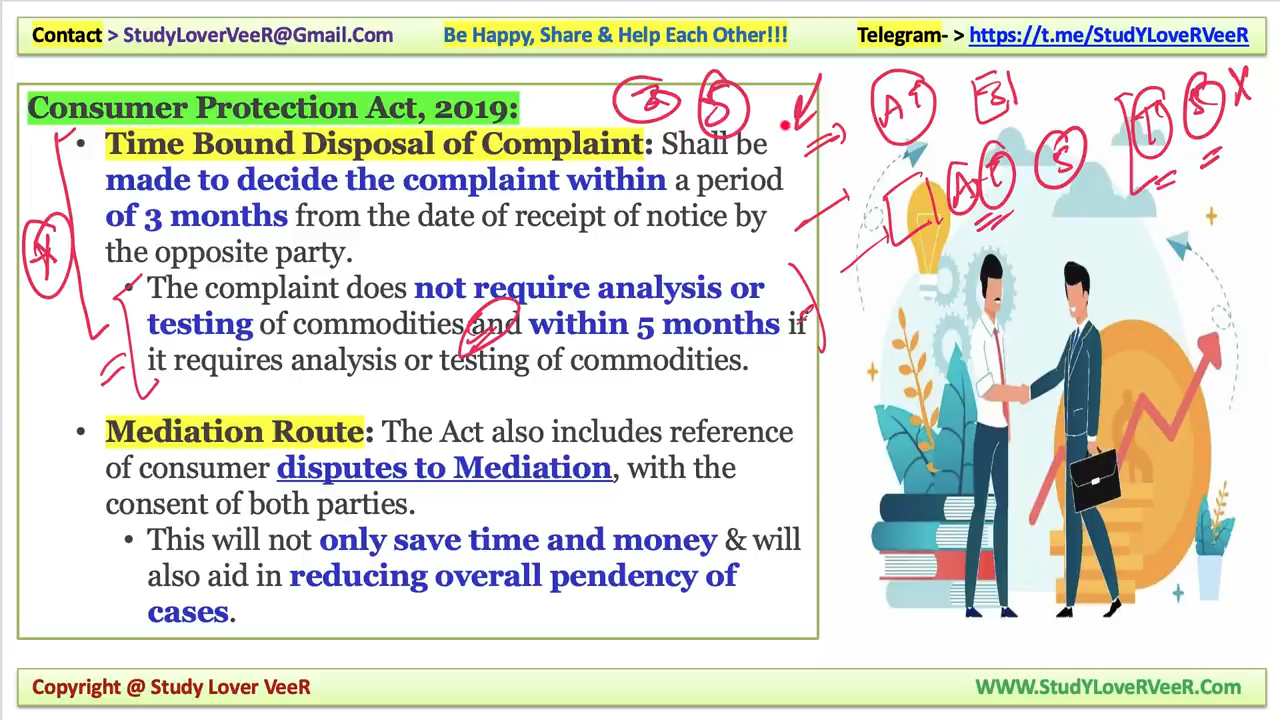 Contact > StudyLoverVeeR@Gmail.Com Be Happy, Share & Help Each Other!!! Telegram- > https://t.me/StudYLoveRVeeR
Consumer Protection Act, 2019:
• Time Bound Disposal of Complaint: Shall be
made to decide the complaint within a period
of 3 months from the date of receipt of notice by
the opposite party.
• The complaint does not require analysis or
testing of commodities and within 5 months if
it requires analysis or testing of commodities.
• Mediation Route: The Act also includes reference
of consumer disputes to Mediation, with the
consent of both parties.
• This will not only save time and money & will
also aid in reducing overall pendency of
cases.
Copyright @ Study Lover VeeR WWW.StudYLoveRVeeR.Com